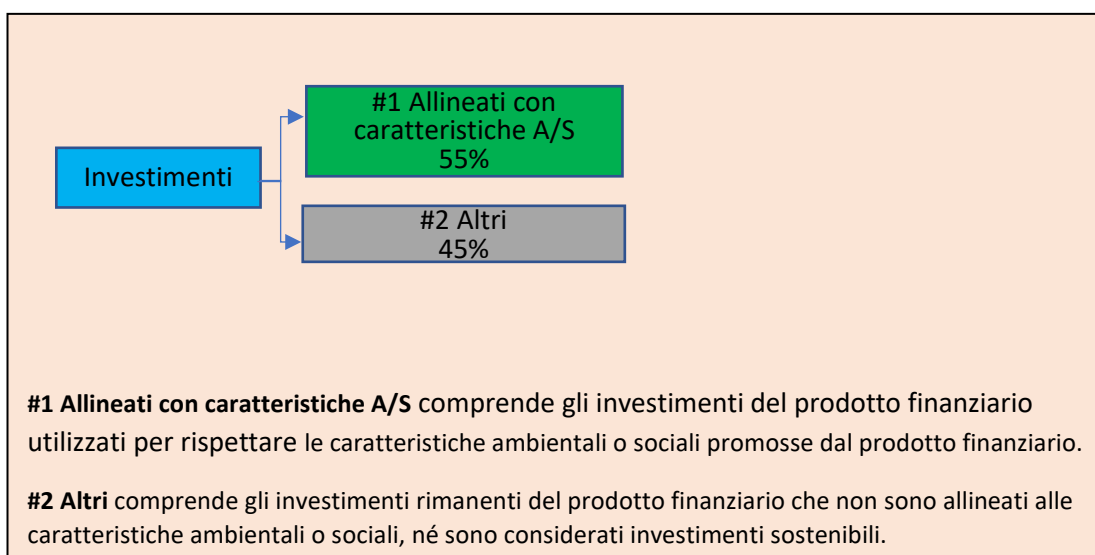 Investimenti
#1 Allineati con
caratteristiche A/S
55%
#2 Altri
45%
#1 Allineati con caratteristiche A/S comprende gli investimenti del prodotto finanziario
utilizzati per rispettare le caratteristiche ambientali o sociali promosse dal prodotto finanziario.
#2 Altri comprende gli investimenti rimanenti del prodotto finanziario che non sono allineati alle
caratteristiche ambientali o sociali, né sono considerati investimenti sostenibili.